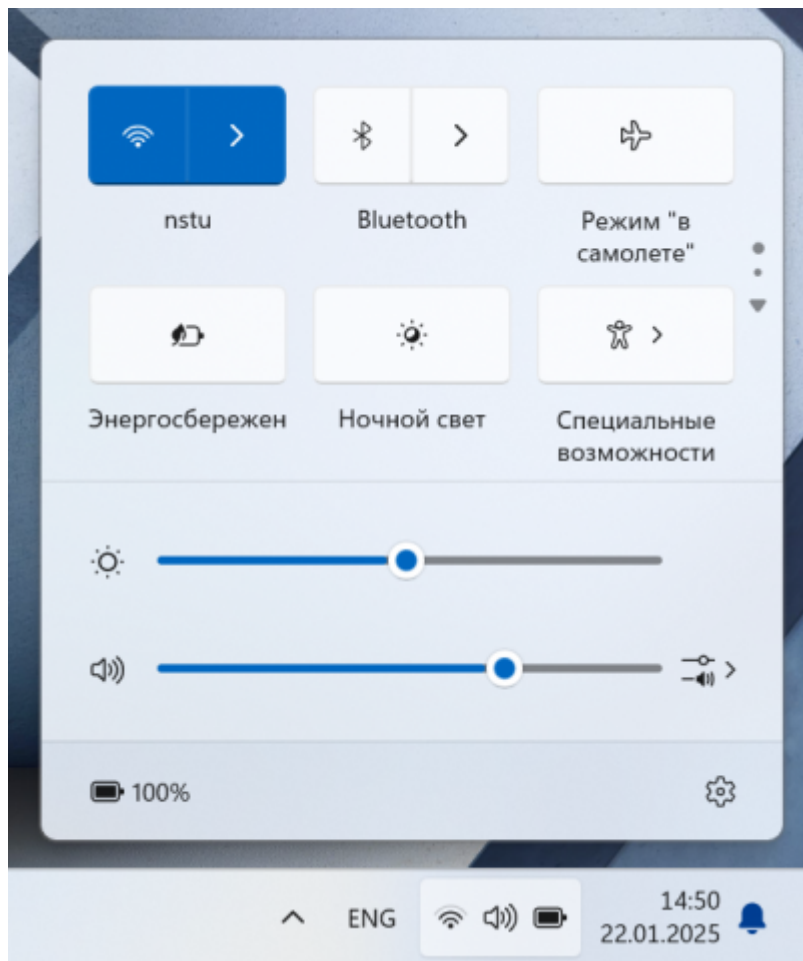 nstu
Bluetooth
Режим "в
самолете"
Энергосбережен
Ночной свет
Специальные
возможности
100%
ENG
14:50
22.01.2025